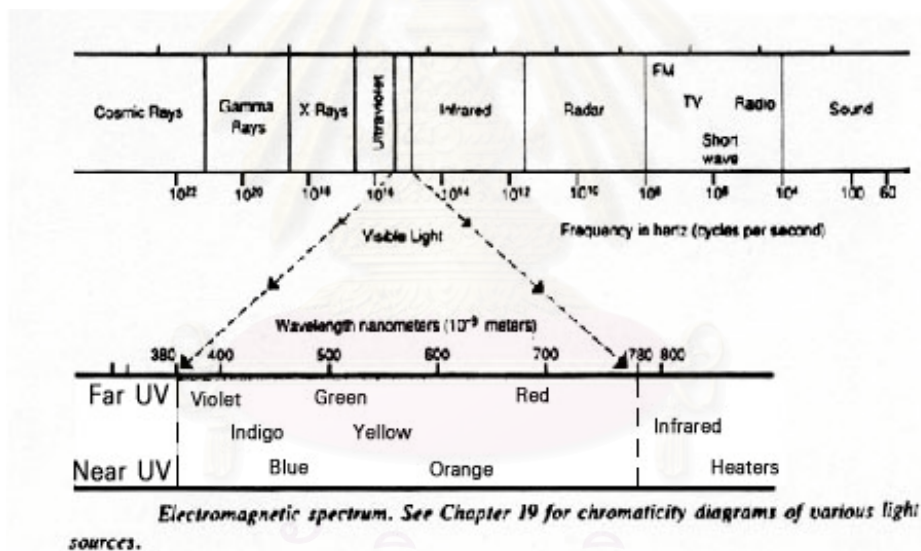 FM
TV Radio
Cosmic Rays Gamma Rays X Rays Ultraviolet Infrared Radar Short wave Sound
10²² 10²⁰ 10¹⁸ 10¹⁶ 10¹⁴ 10¹² 10¹⁰ 10⁸ 10⁶ 10⁴ 100 60
Visible Light Frequency in hertz (cycles per second)
Wavelength nanometers (10⁻⁹ meters)
380 400 500 600 700 780 800
Far UV Violet Green Red
Indigo Yellow Infrared
Near UV Blue Orange Heaters
Electromagnetic spectrum. See Chapter 19 for chromaticity diagrams of various light
sources.